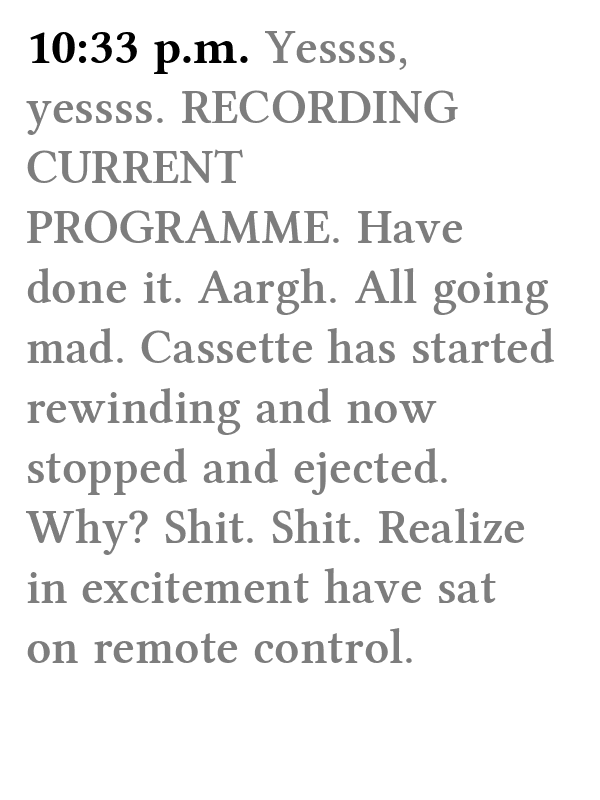 10:33 p.m. Yessss,
yessss. RECORDING
CURRENT
PROGRAMME. Have
done it. Aargh. All going
mad. Cassette has started
rewinding and now
stopped and ejected.
Why? Shit. Shit. Realize
in excitement have sat
on remote control.